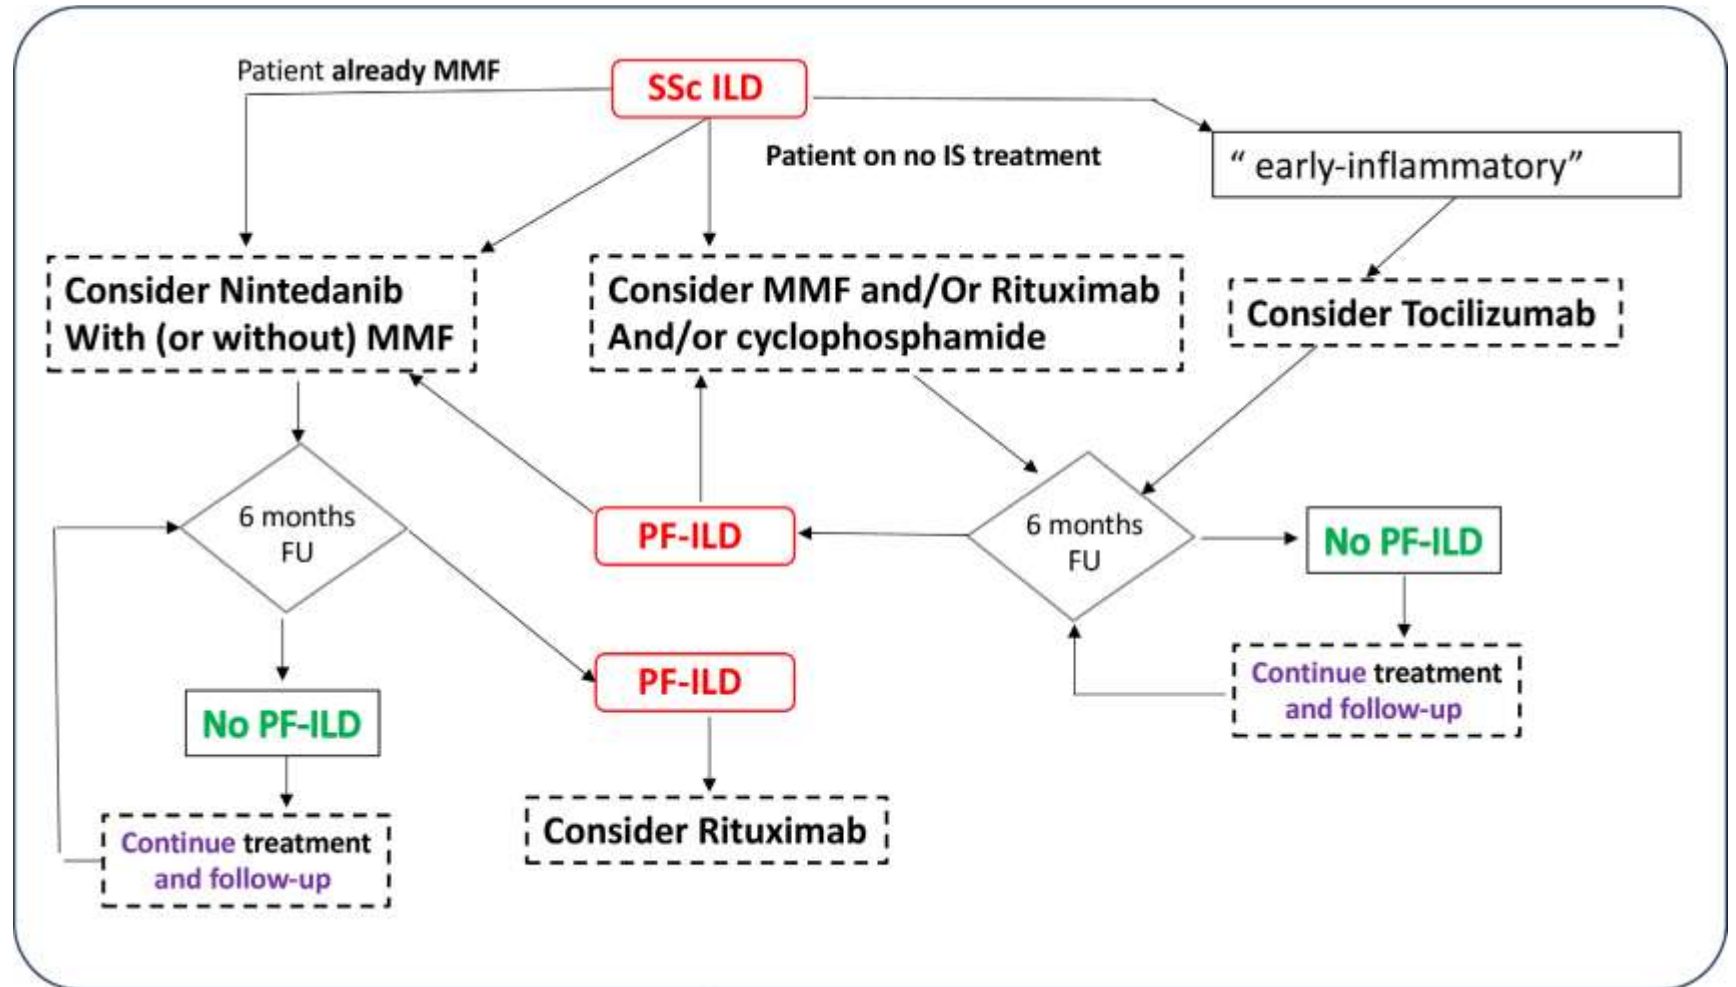 Patient already MMF
SSc ILD
Patient on no IS treatment
“ early-inflammatory”
Consider Nintedanib
With (or without) MMF
Consider MMF and/Or Rituximab
And/or cyclophosphamide
Consider Tocilizumab
6 months
FU
PF-ILD
6 months
FU
No PF-ILD
PF-ILD
Continue treatment
and follow-up
No PF-ILD
Consider Rituximab
Continue treatment
and follow-up